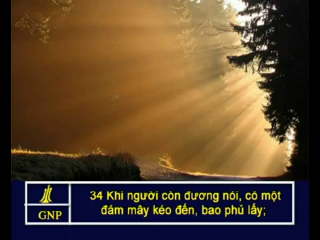 34 Khi người còn đương nói, có một
đám mây kéo đến, bao phủ lấy;
GNP